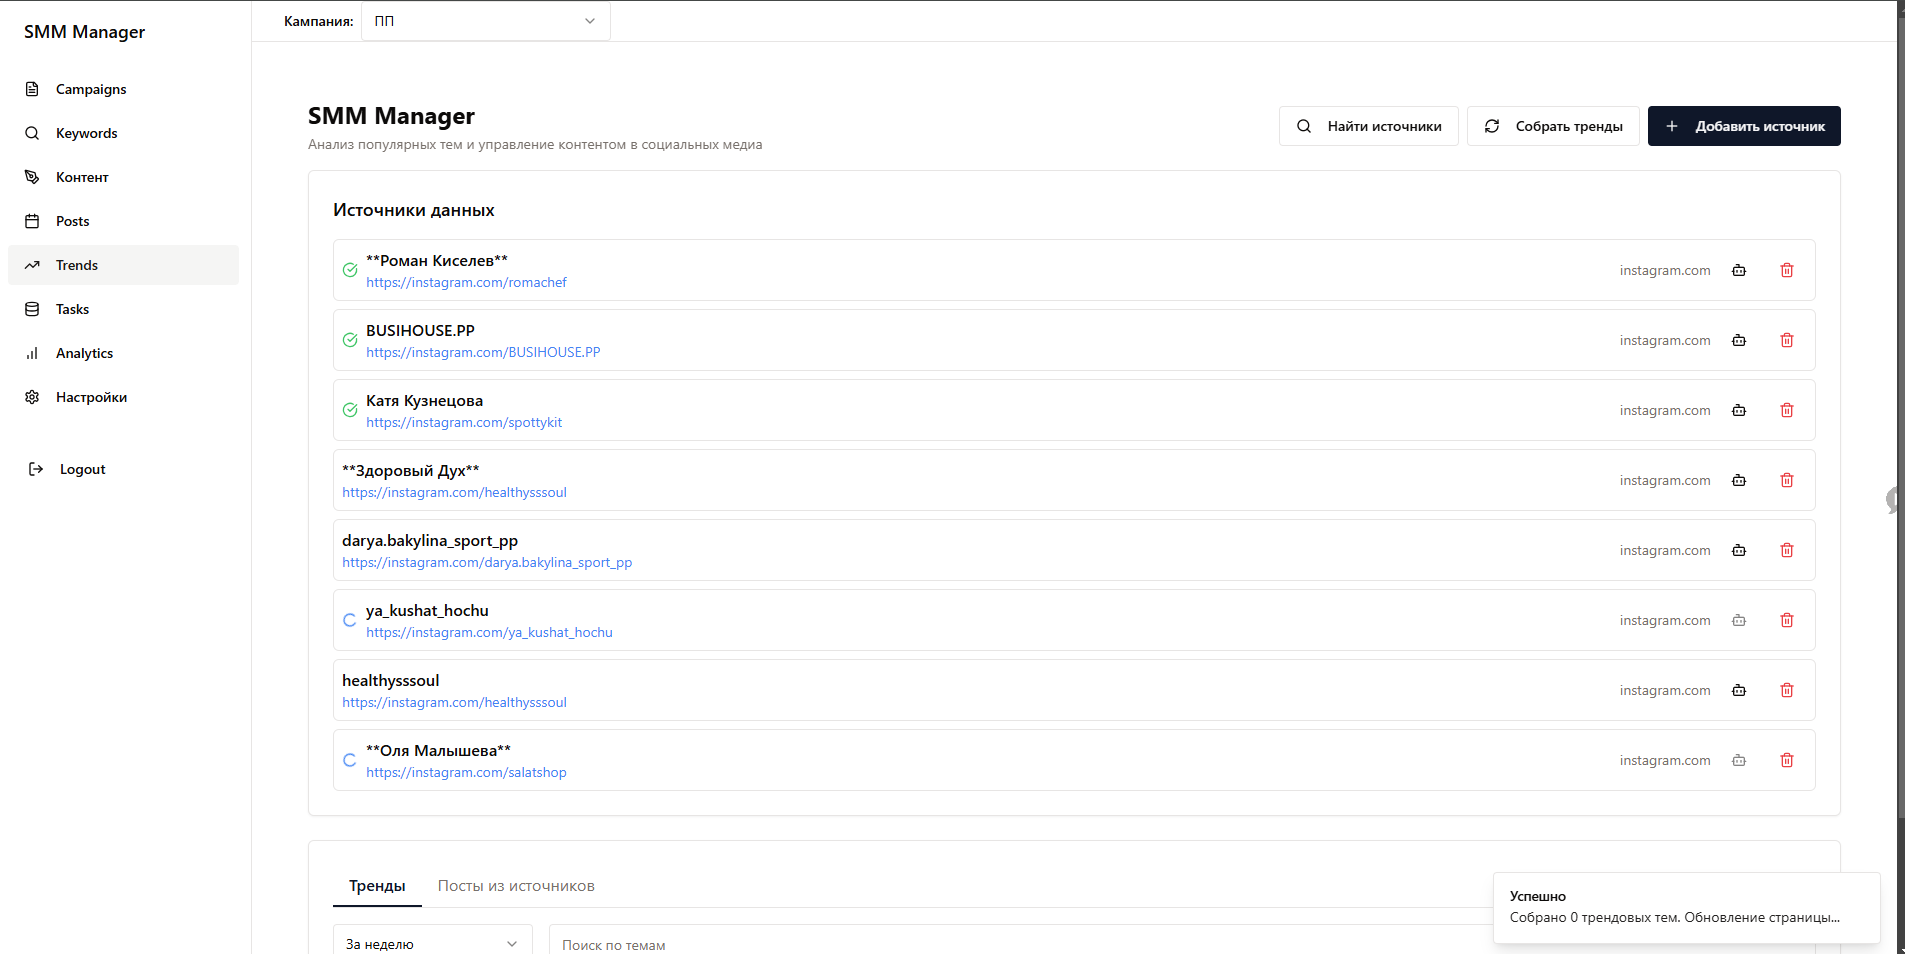 SMM Manager
Campaigns
Keywords
Контент
Posts
Trends
Tasks
Analytics
Настройки
Logout
Кампания: ПП
SMM Manager
Анализ популярных тем и управление контентом в социальных медиа
Найти источники
Собрать тренды
Добавить источник
Источники данных
**Роман Киселев**
https://instagram.com/romachef
instagram.com
BUSIHOUSE.PP
https://instagram.com/BUSIHOUSE.PP
instagram.com
Катя Кузнецова
https://instagram.com/spottykit
instagram.com
**Здоровый Дух**
https://instagram.com/healthysssoul
instagram.com
darya.bakylina_sport_pp
https://instagram.com/darya.bakylina_sport_pp
instagram.com
ya_kushat_hochu
https://instagram.com/ya_kushat_hochu
instagram.com
healthysssoul
https://instagram.com/healthysssoul
instagram.com
**Оля Малышева**
https://instagram.com/salatshop
instagram.com
Тренды
Посты из источников
За неделю
Поиск по темам
Успешно
Собрано 0 трендовых тем. Обновление страницы...